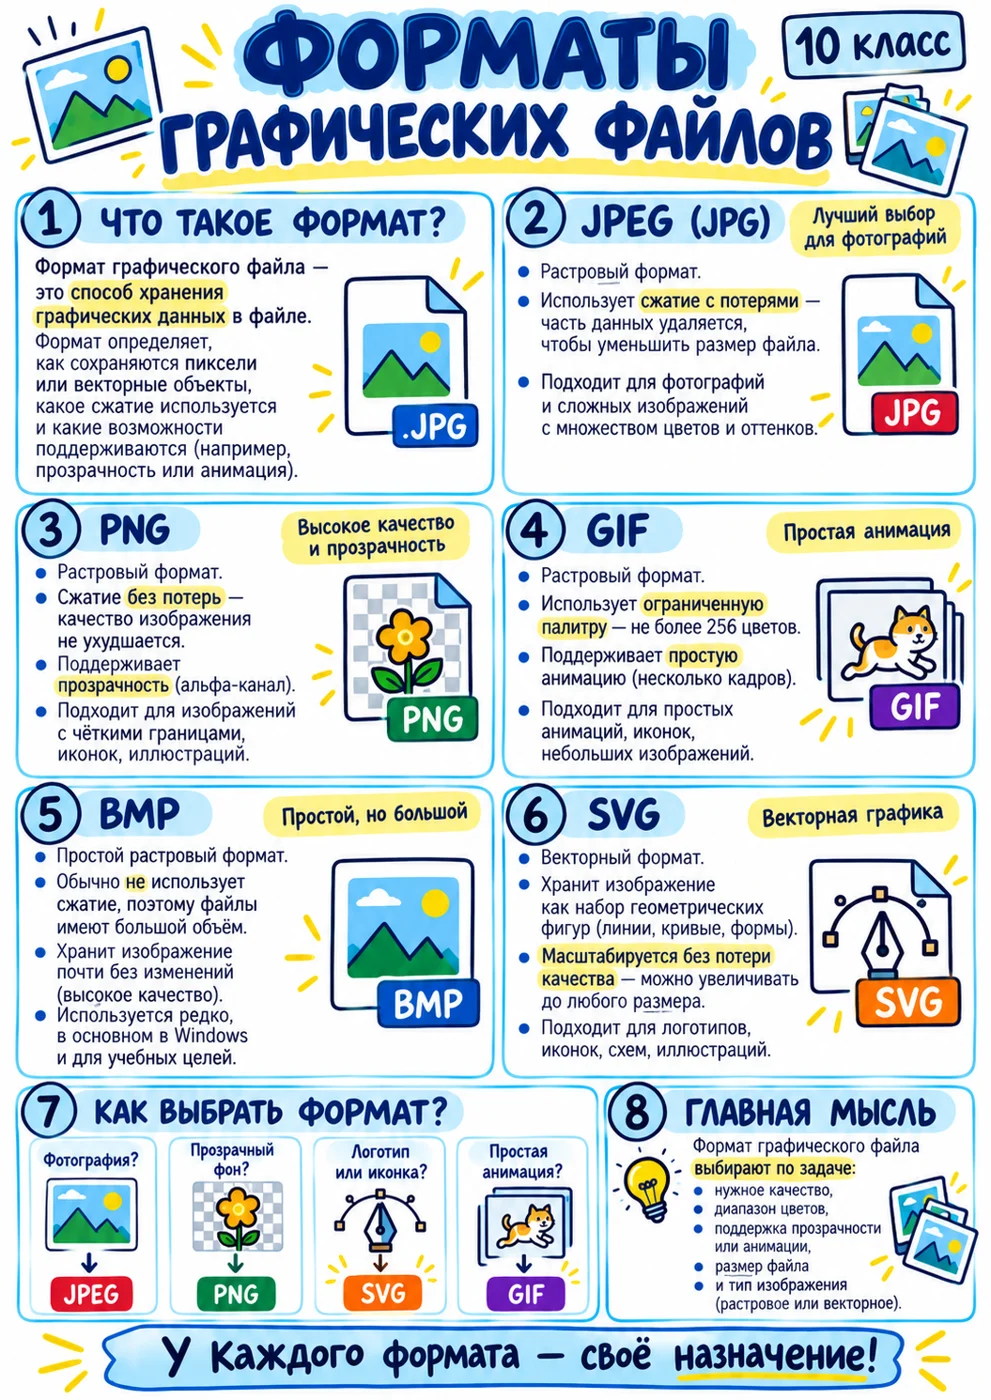 ФОРМАТЫ
ГРАФИЧЕСКИХ ФАЙЛОВ
10 класс
1 ЧТО ТАКОЕ ФОРМАТ?
Формат графического файла —
это способ хранения
графических данных в файле.
Формат определяет,
как сохраняются пиксели
или векторные объекты,
какое сжатие используется
и какие возможности
поддерживаются (например,
прозрачность или анимация).
.JPG
2 JPEG (JPG)
Лучший выбор
для фотографий
• Растровый формат.
• Использует сжатие с потерями —
часть данных удаляется,
чтобы уменьшить размер файла.
• Подходит для фотографий
и сложных изображений
с множеством цветов и оттенков.
JPG
3 PNG
Высокое качество
и прозрачность
• Растровый формат.
• Сжатие без потерь —
качество изображения
не ухудшается.
• Поддерживает
прозрачность (альфа-канал).
• Подходит для изображений
с чёткими границами,
иконок, иллюстраций.
PNG
4 GIF
Простая анимация
• Растровый формат.
• Использует ограниченную
палитру — не более 256 цветов.
• Поддерживает простую
анимацию (несколько кадров).
• Подходит для простых
анимаций, иконок,
небольших изображений.
GIF
5 BMP
Простой, но большой
• Простой растровый формат.
• Обычно не использует
сжатие, поэтому файлы
имеют большой объём.
• Хранит изображение
почти без изменений
(высокое качество).
• Используется редко,
в основном в Windows
и для учебных целей.
BMP
6 SVG
Векторная графика
• Векторный формат.
• Хранит изображение
как набор геометрических
фигур (линии, кривые, формы).
• Масштабируется без потери
качества — можно увеличивать
до любого размера.
• Подходит для логотипов,
иконок, схем, иллюстраций.
SVG
7 КАК ВЫБРАТЬ ФОРМАТ?
Фотография?
JPEG
Прозрачный
фон?
PNG
Логотип
или иконка?
SVG
Простая
анимация?
GIF
8 ГЛАВНАЯ МЫСЛЬ
Формат графического файла
выбирают по задаче:
• нужное качество,
• диапазон цветов,
• поддержка прозрачности
или анимации,
• размер файла
• и тип изображения
(растровое или векторное).
У каждого формата — своё назначение!